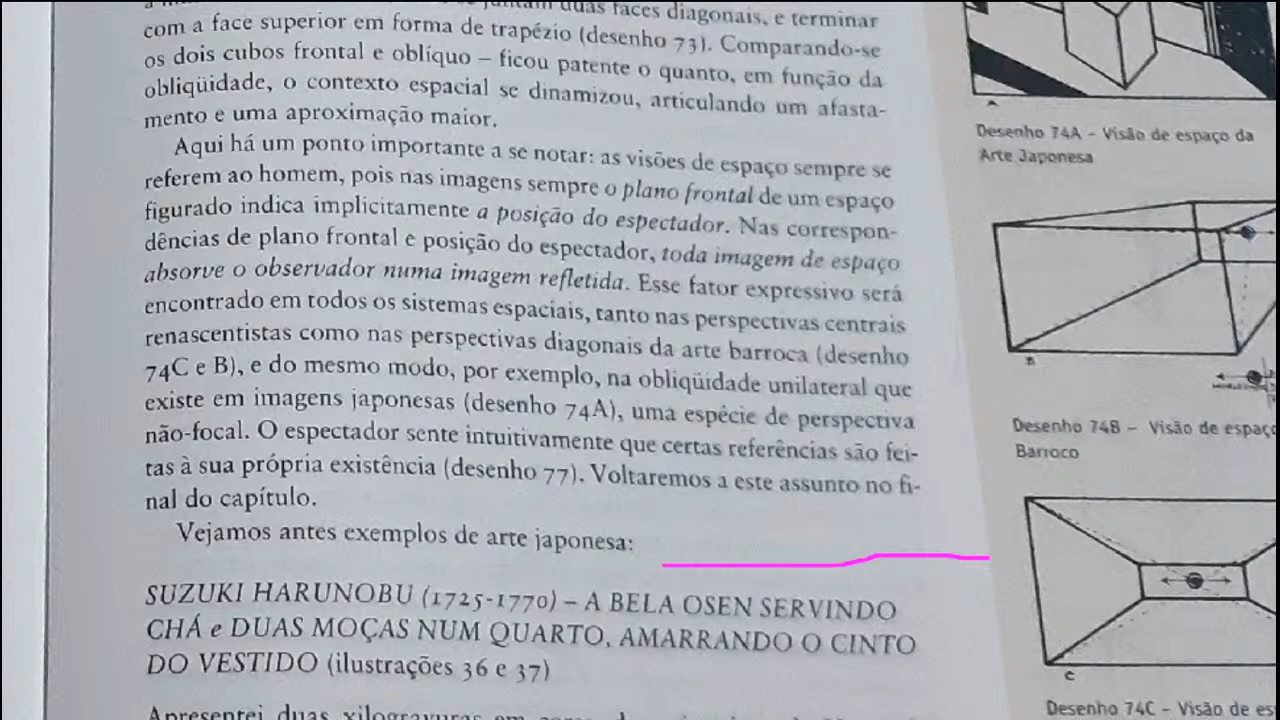 duas faces diagonais, e terminar
com a face superior em forma de trapézio (desenho 73). Comparando-se
os dois cubos frontal e oblíquo – ficou patente o quanto, em função da
obliqüidade, o contexto espacial se dinamizou, articulando um afasta-
mento e uma aproximação maior.
Aqui há um ponto importante a se notar: as visões de espaço sempre se
referem ao homem, pois nas imagens sempre o plano frontal de um espaço
figurado indica implicitamente a posição do espectador. Nas correspon-
dências de plano frontal e posição do espectador, toda imagem de espaço
absorve o observador numa imagem refletida. Esse fator expressivo será
encontrado em todos os sistemas espaciais, tanto nas perspectivas centrais
renascentistas como nas perspectivas diagonais da arte barroca (desenho
74C e B), e do mesmo modo, por exemplo, na obliqüidade unilateral que
existe em imagens japonesas (desenho 74A), uma espécie de perspectiva
não-focal. O espectador sente intuitivamente que certas referências são fei-
tas à sua própria existência (desenho 77). Voltaremos a este assunto no fi-
nal do capítulo.
Vejamos antes exemplos de arte japonesa:
SUZUKI HARUNOBU (1725-1770) – A BELA OSEN SERVINDO
CHÁ e DUAS MOÇAS NUM QUARTO, AMARRANDO O CINTO
DO VESTIDO (ilustrações 36 e 37)
Apresentei duas xilogravuras em
A
Desenho 74A – Visão de espaço da
Arte Japonesa
B
Desenho 74B – Visão de espaço
Barroco
C
Desenho 74C – Visão de es